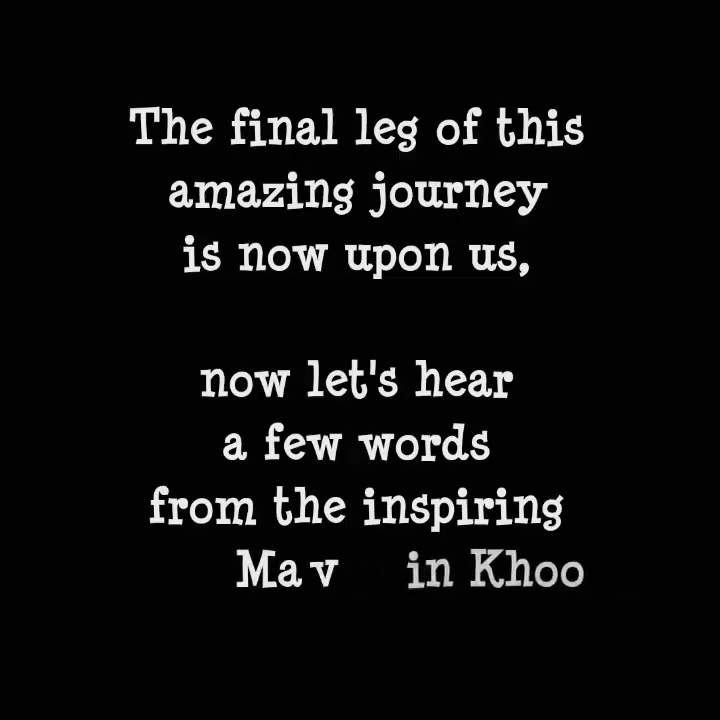 The final leg of this
amazing journey
is now upon us,
now let's hear
a few words
from the inspiring
Mav in Khoo